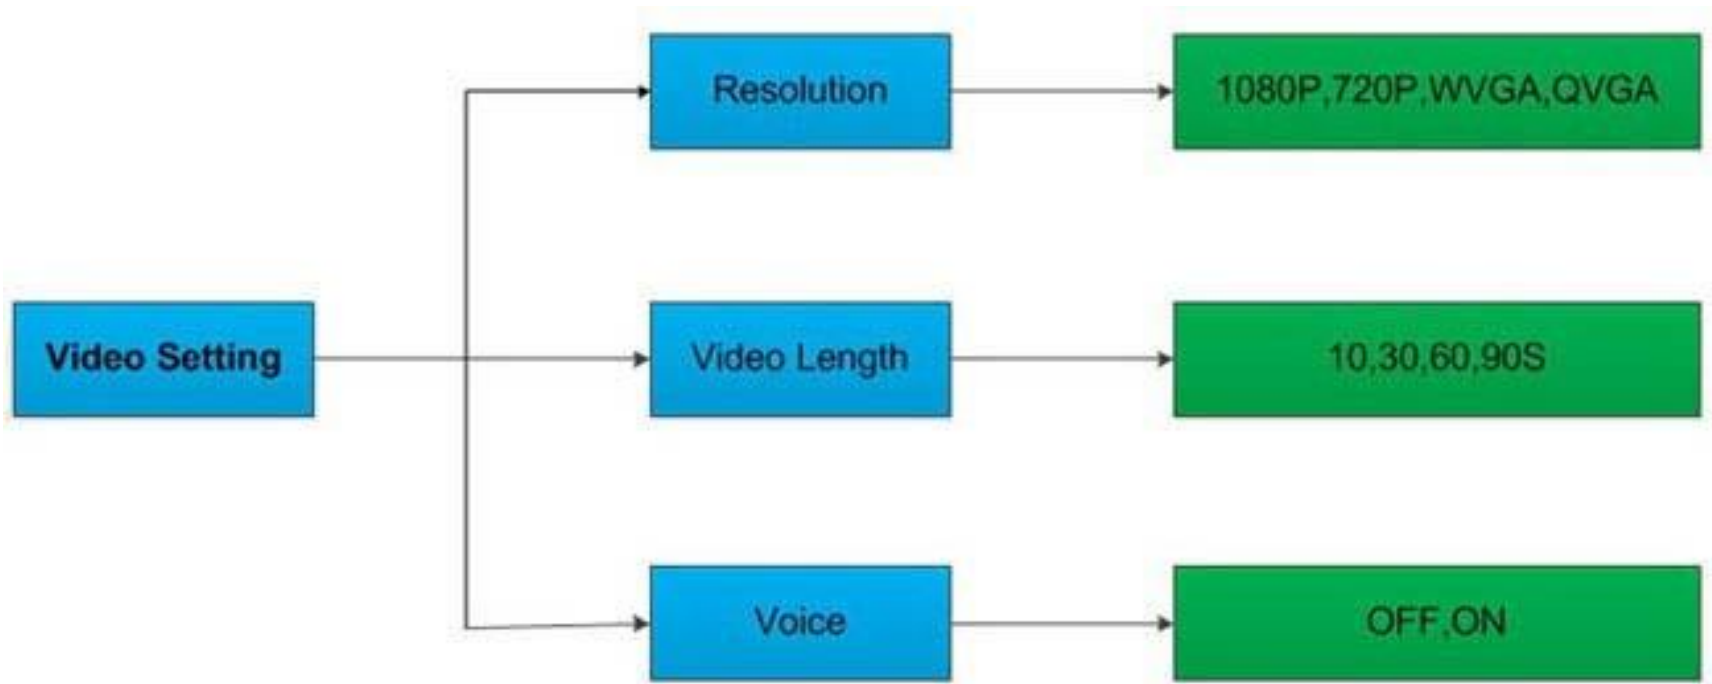 Resolution
1080P,720P,WVGA,QVGA
Video Setting
Video Length
10,30,60,90S
Voice
OFF,ON